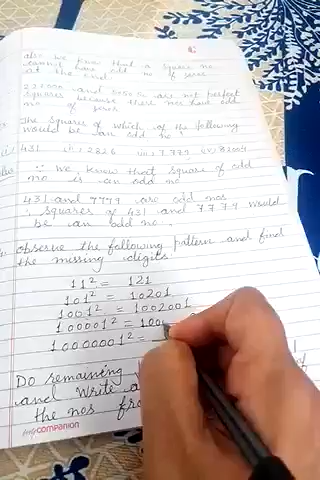 also we know that a square no
cannot have odd no of zeros
at the end
and are not perfect
squares because there nos have odd
no of zeros
The squares of which of the following
would be an odd no
431 ii) 2826 iii) 7779 iv) 82004
∵ we know that square of odd
no is an odd no
431 and 7779 are odd nos
∴ squares of 431 and 7779 would
be an odd no.
observe the following pattern and find
the missing digits.
11² = 121
101² = 10201
1001² = 1002001
100001² = 100
10000001² =
Do remaining
and write
the nos fro
companion